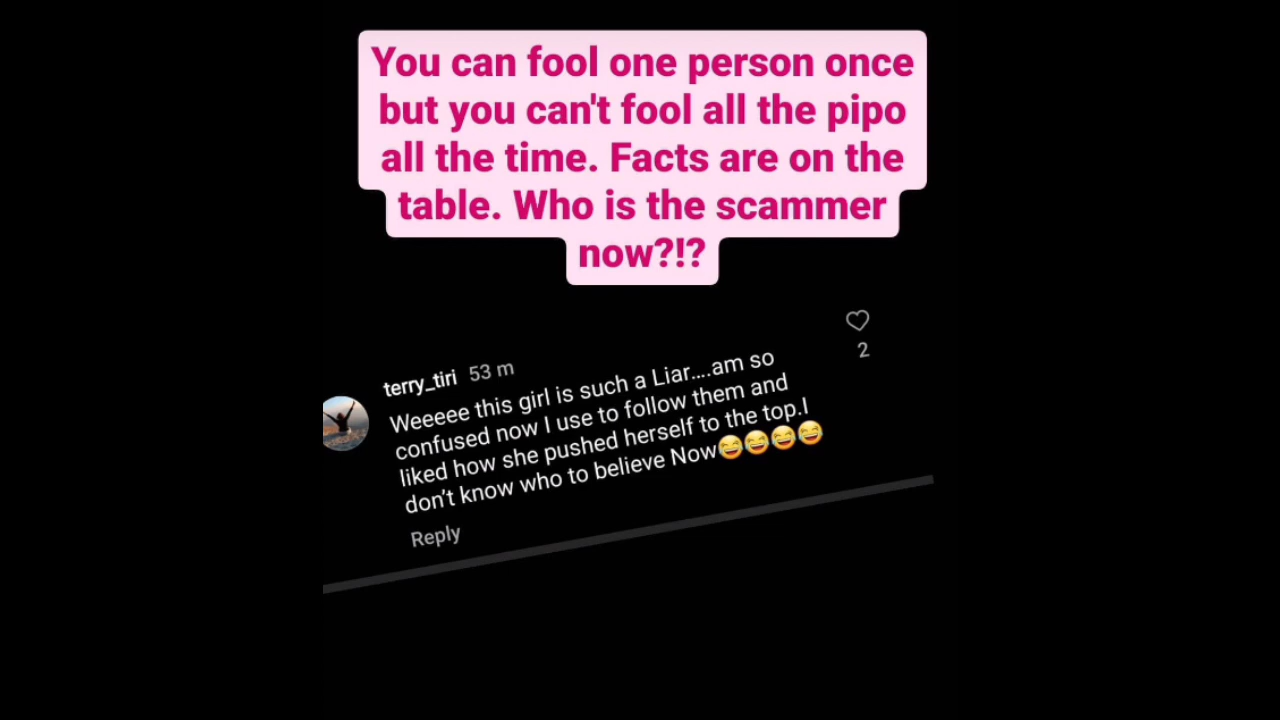 You can fool one person once
but you can't fool all the pipo
all the time. Facts are on the
table. Who is the scammer
now?!?
2
terry_tiri 53 m
Weeeee this girl is such a Liar....am so
confused now I use to follow them and
liked how she pushed herself to the top.I
don't know who to believe Now😂😂😂😂
Reply